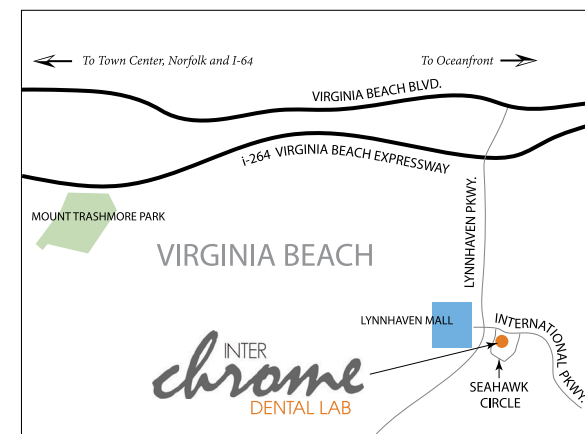 To Town Center, Norfolk and I-64
To Oceanfront
VIRGINIA BEACH BLVD.
i-264 VIRGINIA BEACH EXPRESSWAY
MOUNT TRASHMORE PARK
VIRGINIA BEACH
LYNNHAVEN PKWY.
LYNNHAVEN MALL
INTERNATIONAL PKWY.
INTER
chrome
DENTAL LAB
SEAHAWK
CIRCLE